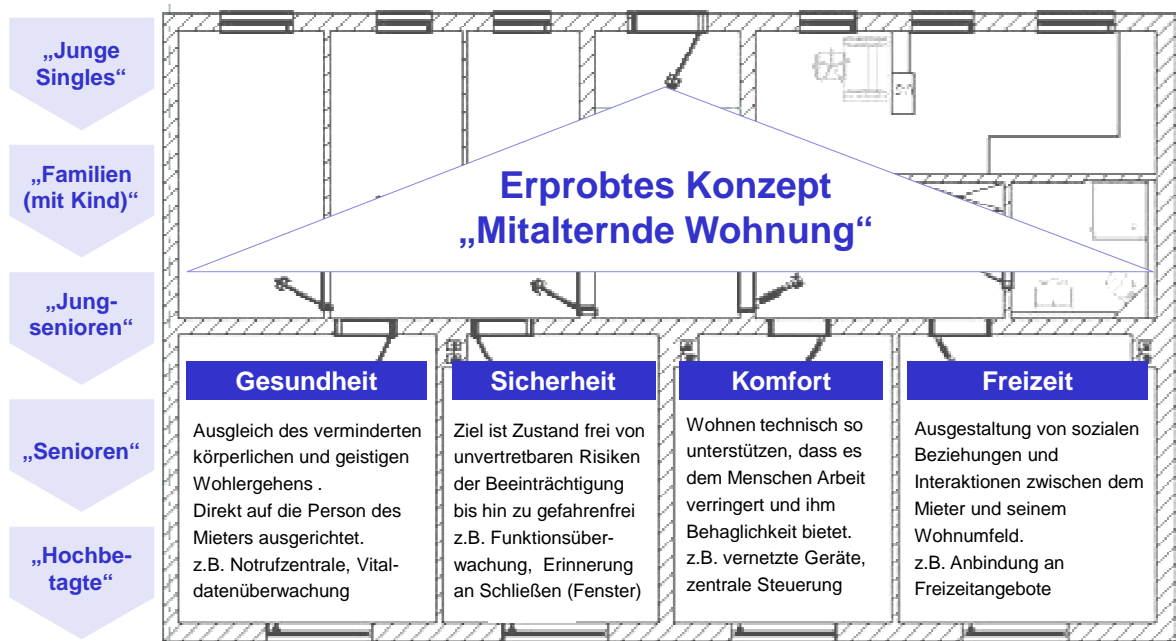 „Junge
Singles“
„Familien
(mit Kind)“
„Jung-
senioren“
„Senioren“
„Hochbe-
tagte“
Erprobtes Konzept
„Mitalternde Wohnung“
Gesundheit
Ausgleich des verminderten
körperlichen und geistigen
Wohlergehens .
Direkt auf die Person des
Mieters ausgerichtet.
z.B. Notrufzentrale, Vital-
datenüberwachung
Sicherheit
Ziel ist Zustand frei von
unvertretbaren Risiken
der Beeinträchtigung
bis hin zu gefahrenfrei
z.B. Funktionsüber-
wachung, Erinnerung
an Schließen (Fenster)
Komfort
Wohnen technisch so
unterstützen, dass es
dem Menschen Arbeit
verringert und ihm
Behaglichkeit bietet.
z.B. vernetzte Geräte,
zentrale Steuerung
Freizeit
Ausgestaltung von sozialen
Beziehungen und
Interaktionen zwischen dem
Mieter und seinem
Wohnumfeld.
z.B. Anbindung an
Freizeitangebote